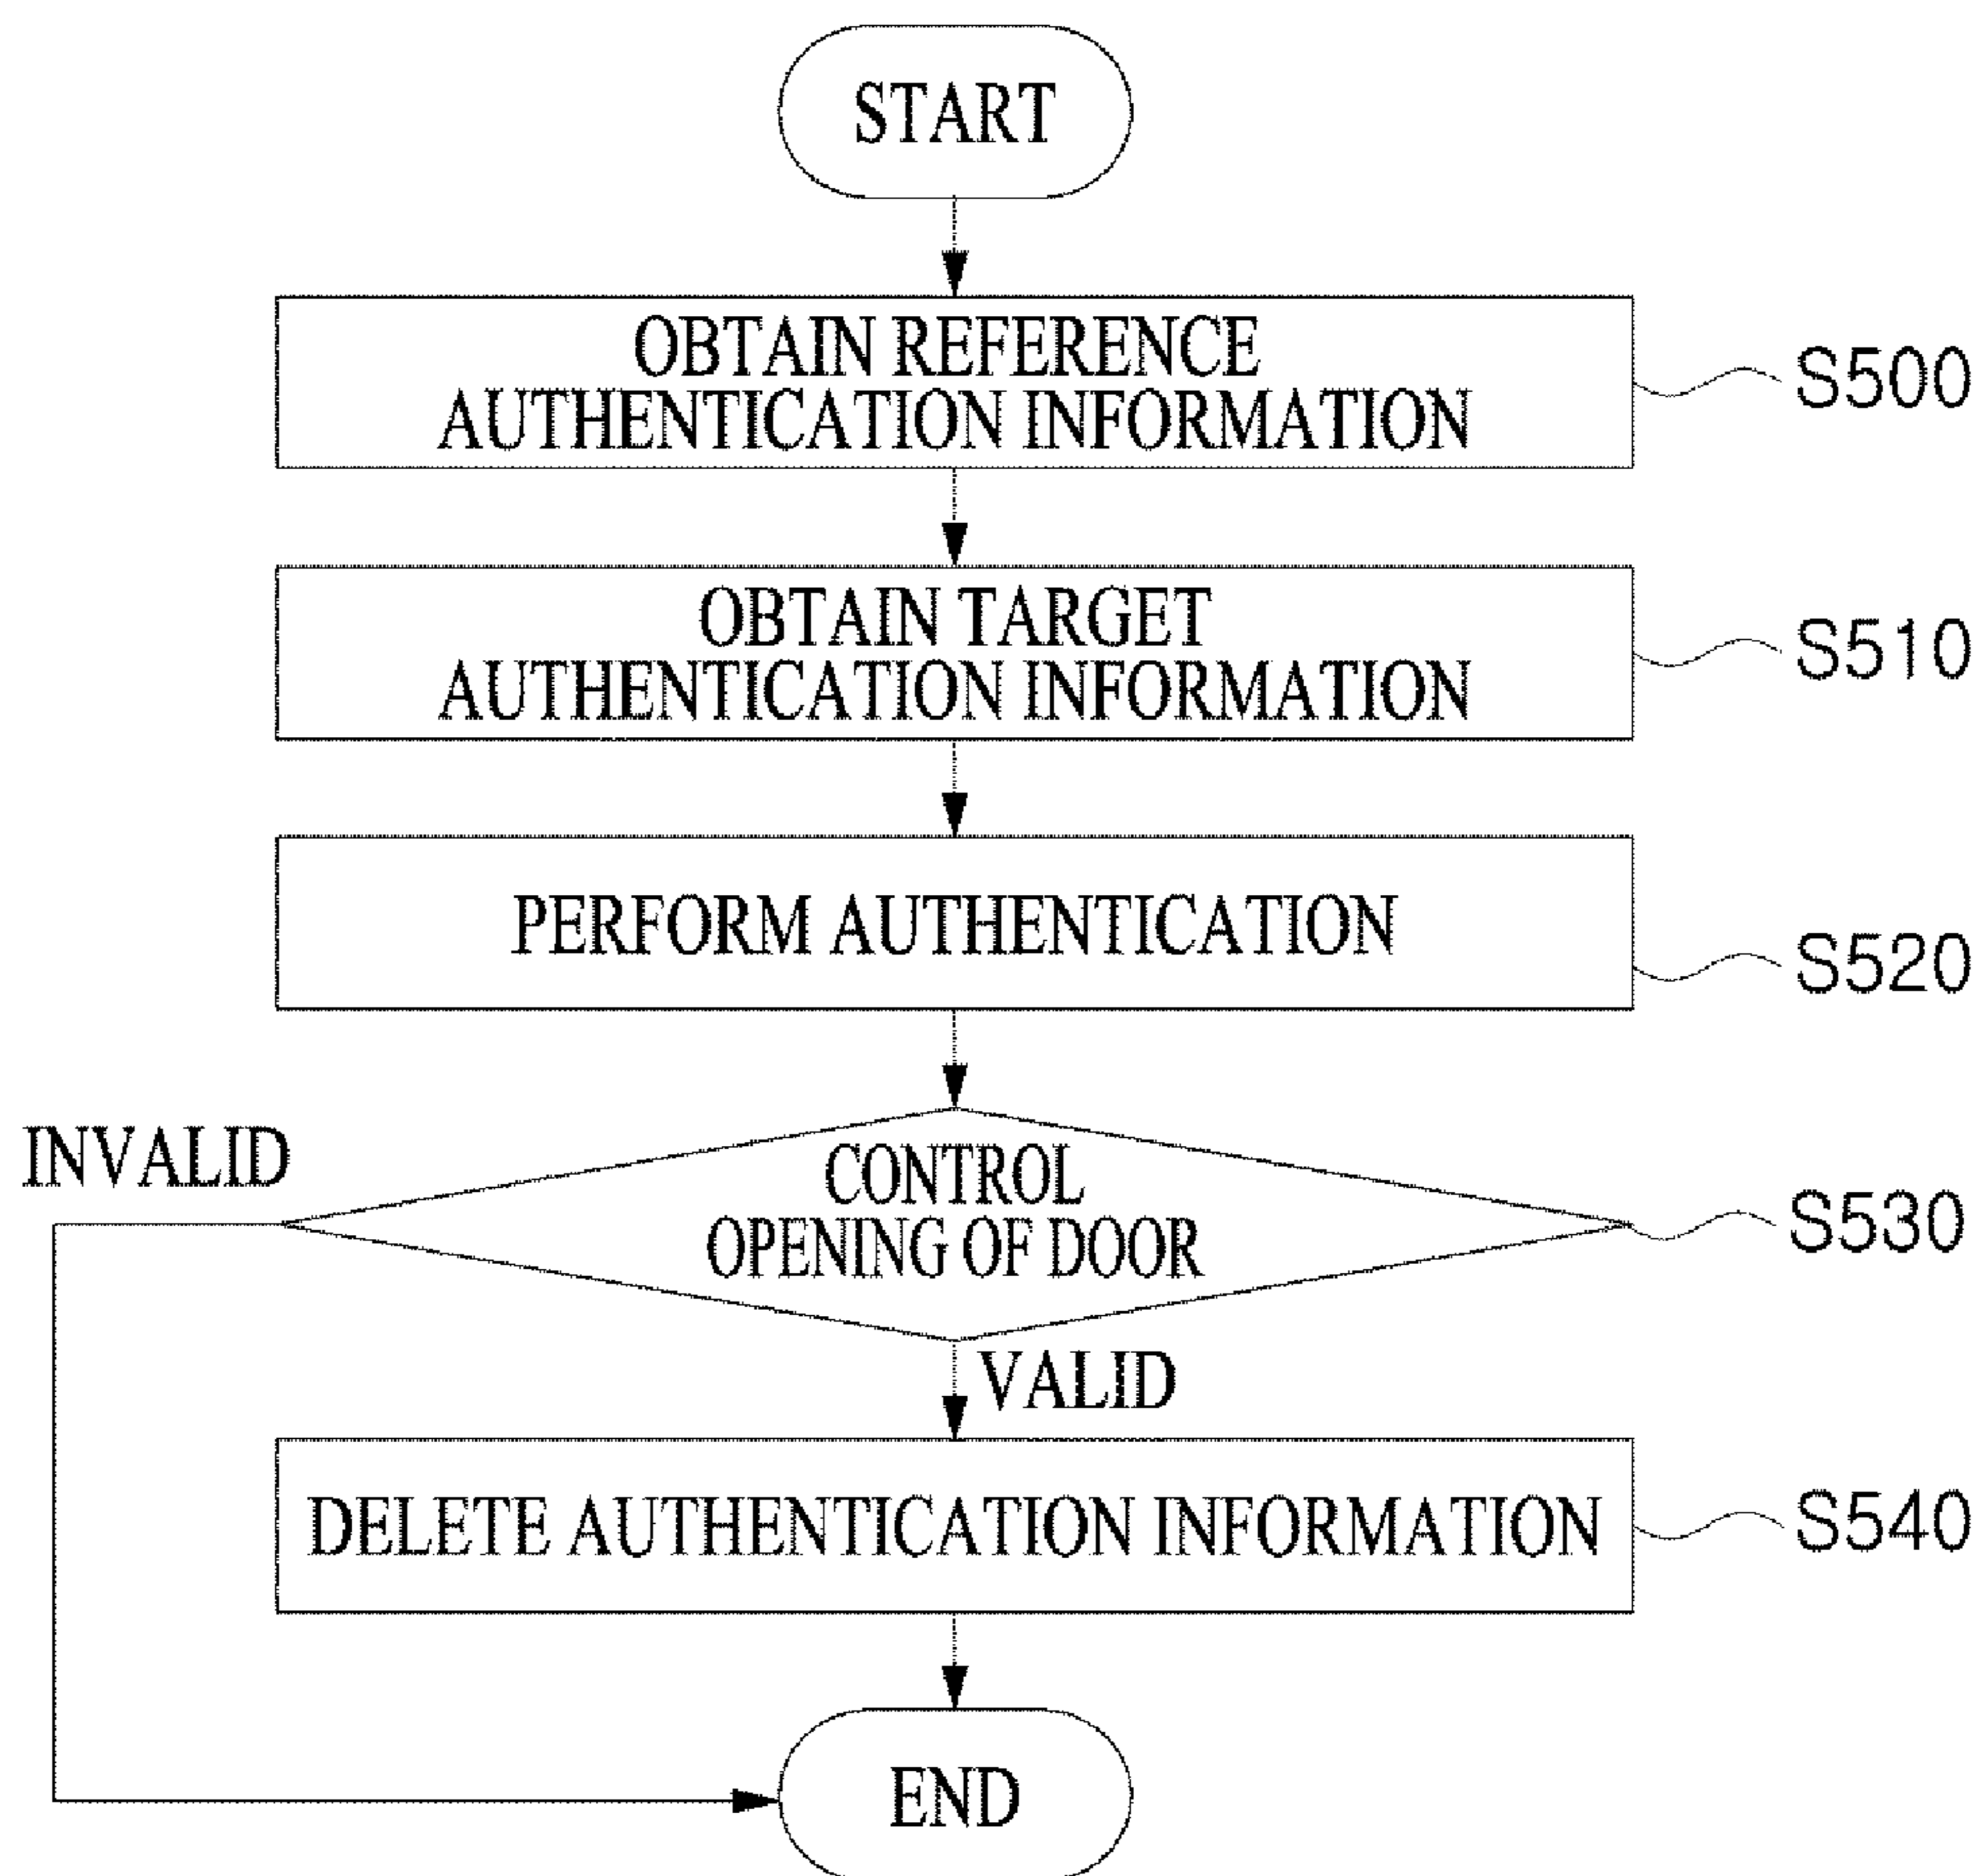 START
OBTAIN REFERENCE
AUTHENTICATION INFORMATION
S500
OBTAIN TARGET
AUTHENTICATION INFORMATION
S510
PERFORM AUTHENTICATION
S520
INVALID
CONTROL
OPENING OF DOOR
S530
VALID
DELETE AUTHENTICATION INFORMATION
S540
END